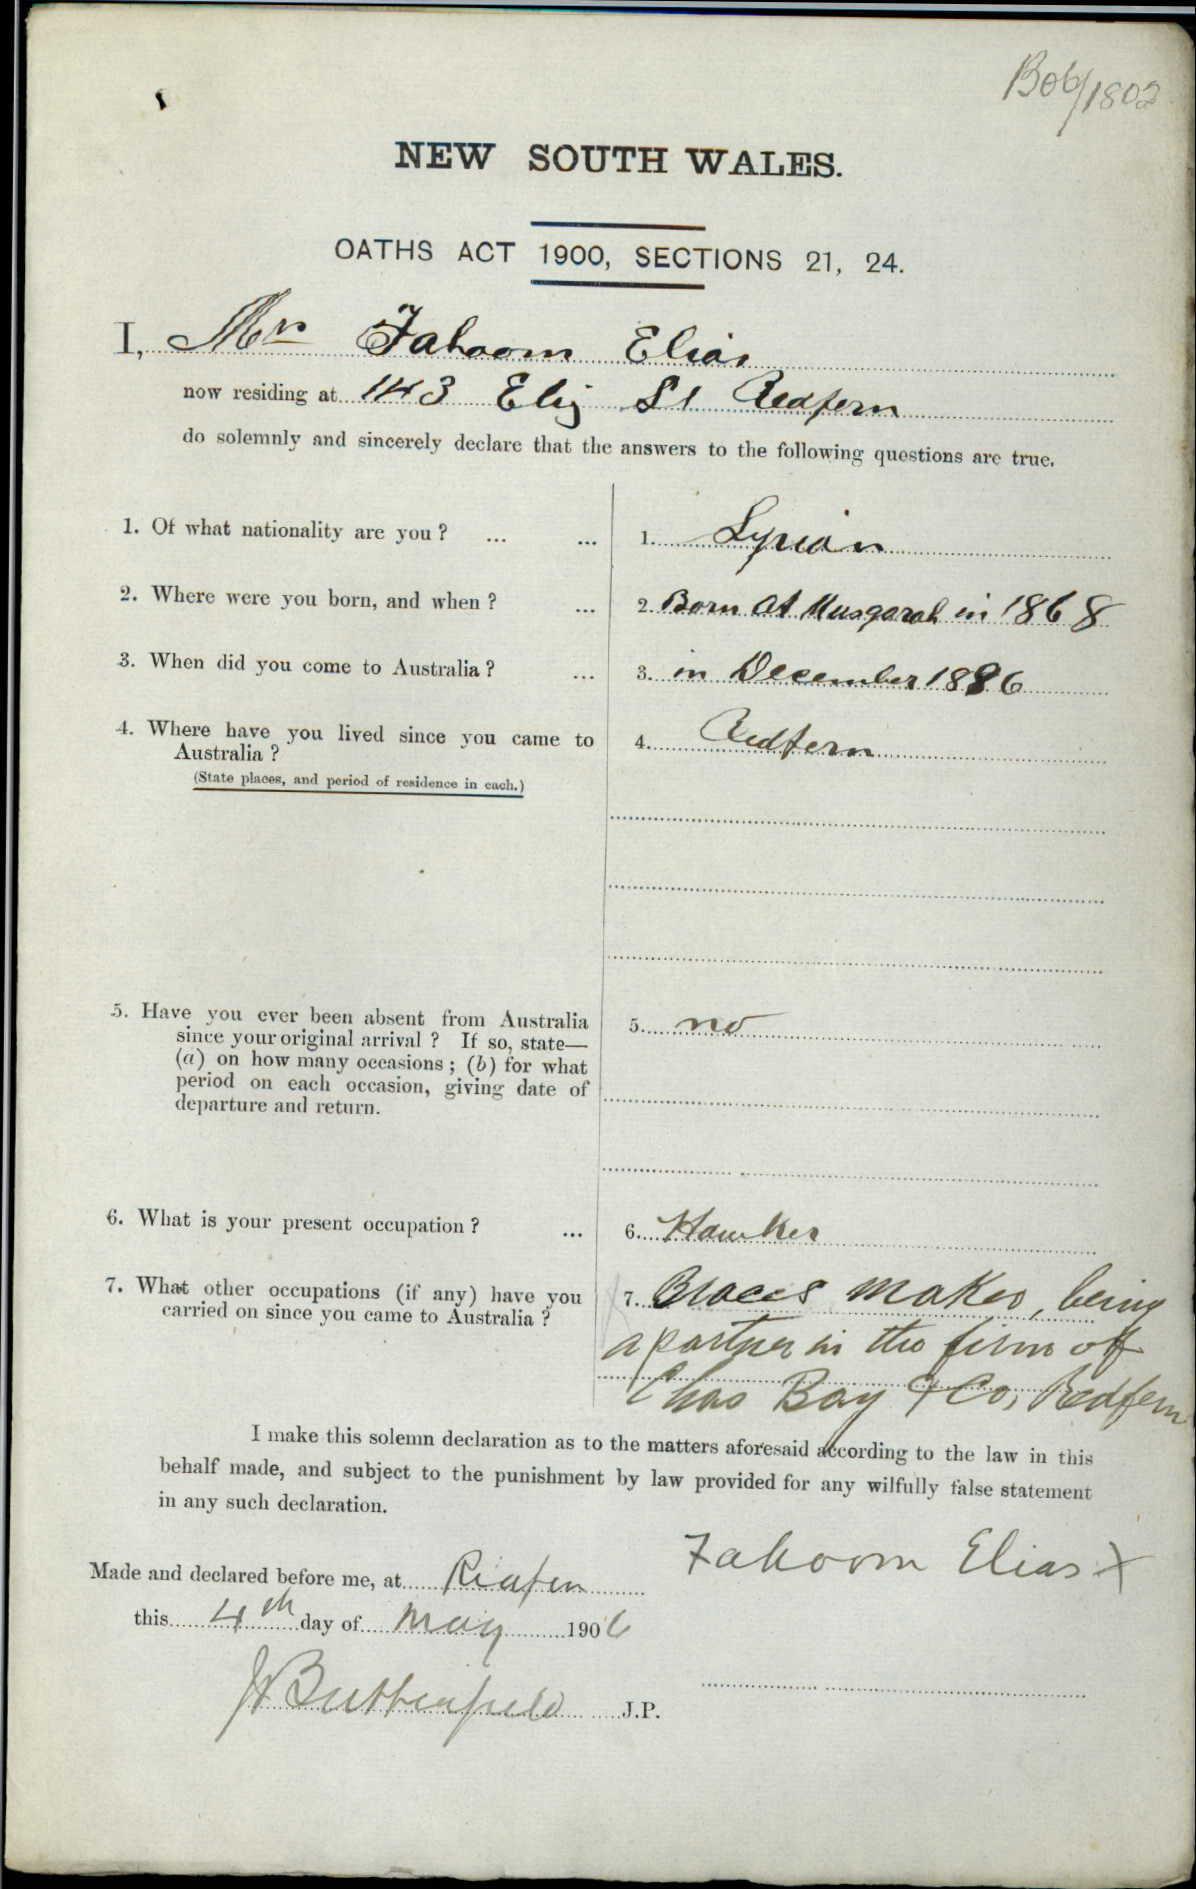 B06/1802
NEW SOUTH WALES.
OATHS ACT 1900, SECTIONS 21, 24.
I, Mr Fahoom Elias
now residing at 143 Eliz St Redfern
do solemnly and sincerely declare that the answers to the following questions are true.
1. Of what nationality are you? ... ... 1. Syrian
2. Where were you born, and when? ... 2. Born At Musgarah in 1868
3. When did you come to Australia? ... 3. in December 1886
4. Where have you lived since you came to 4. Redfern
Australia?
(State places, and period of residence in each.)
5. Have you ever been absent from Australia 5. no
since your original arrival? If so, state—
(a) on how many occasions; (b) for what
period on each occasion, giving date of
departure and return.
6. What is your present occupation? ... 6. Hawker
7. What other occupations (if any) have you 7. Braces Maker, being
carried on since you came to Australia?
a partner in the firm of
Chas Bay & Co, Redfern
I make this solemn declaration as to the matters aforesaid according to the law in this
behalf made, and subject to the punishment by law provided for any wilfully false statement
in any such declaration.
Fahoom Elias X
Made and declared before me, at Redfern
this 4th day of May 1906
J Butterfield J.P.